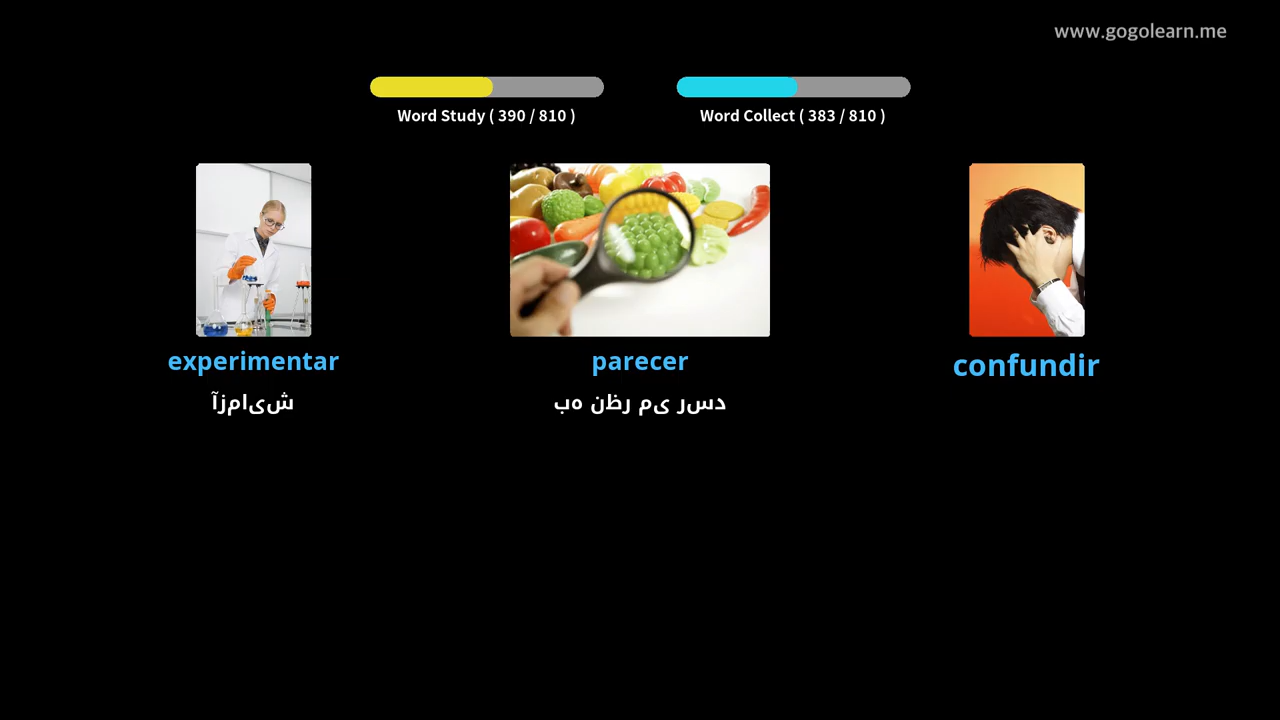 www.gogolearn.me
Word Study ( 390 / 810 )
Word Collect ( 383 / 810 )
experimentar
شیامزآ
parecer
دسر یم رظن هب
confundir